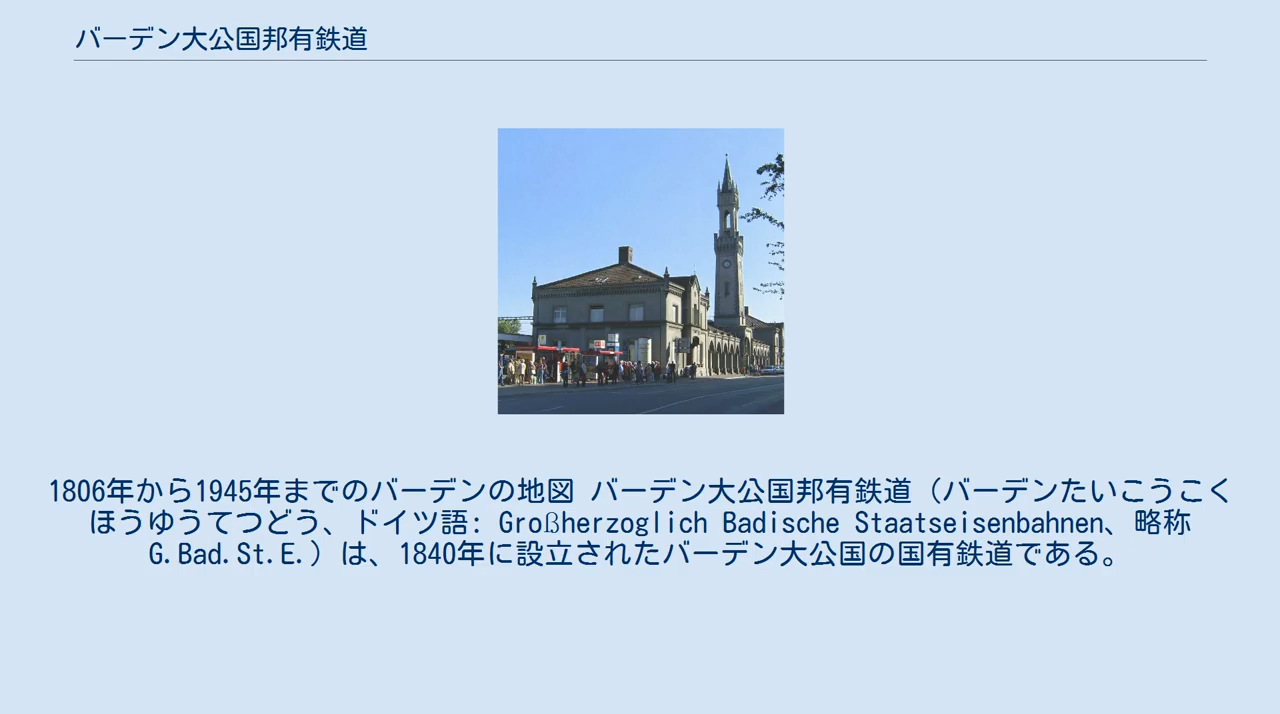 バーデン大公国邦有鉄道
1806年から1945年までのバーデンの地図 バーデン大公国邦有鉄道（バーデンたいこうこく
ほうゆうてつどう、ドイツ語: Großherzoglich Badische Staatseisenbahnen、略称
G.Bad.St.E.）は、1840年に設立されたバーデン大公国の国有鉄道である。